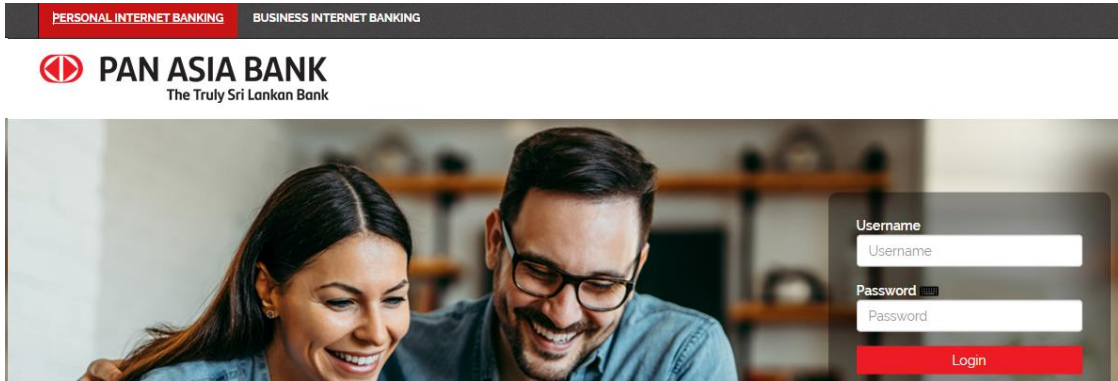 PERSONAL INTERNET BANKING BUSINESS INTERNET BANKING
PAN ASIA BANK
The Truly Sri Lankan Bank
Username
Username
Password
Password
Login